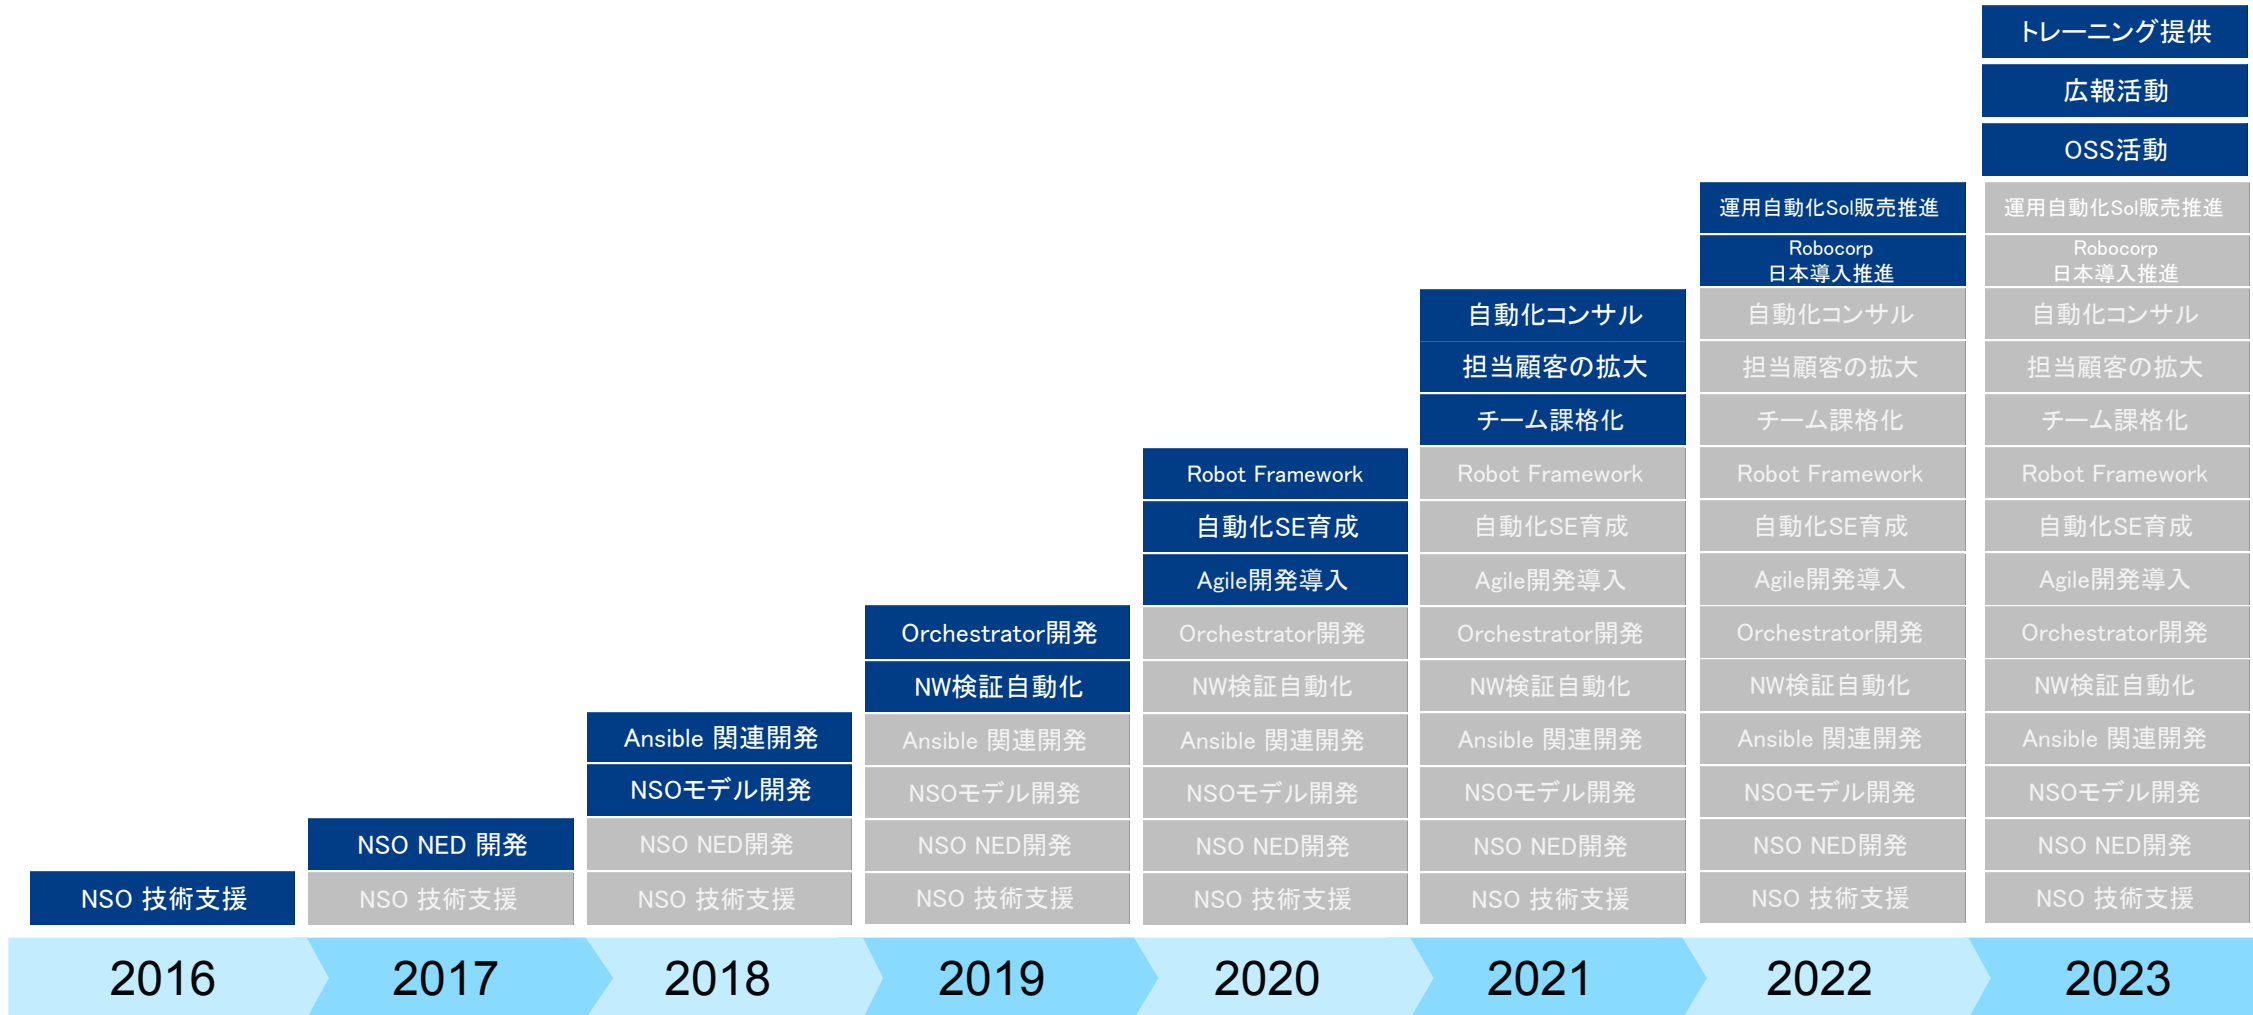 NSO 技術支援
NSO NED 開発
NSO 技術支援
Ansible 関連開発
NSOモデル開発
NSO NED開発
NSO 技術支援
Orchestrator開発
NW検証自動化
Ansible 関連開発
NSOモデル開発
NSO NED開発
NSO 技術支援
Robot Framework
自動化SE育成
Agile開発導入
Orchestrator開発
NW検証自動化
Ansible 関連開発
NSOモデル開発
NSO NED開発
NSO 技術支援
自動化コンサル
担当顧客の拡大
チーム課格化
Robot Framework
自動化SE育成
Agile開発導入
Orchestrator開発
NW検証自動化
Ansible 関連開発
NSOモデル開発
NSO NED開発
NSO 技術支援
運用自動化Sol販売推進
Robocorp
日本導入推進
自動化コンサル
担当顧客の拡大
チーム課格化
Robot Framework
自動化SE育成
Agile開発導入
Orchestrator開発
NW検証自動化
Ansible 関連開発
NSOモデル開発
NSO NED開発
NSO 技術支援
トレーニング提供
広報活動
OSS活動
運用自動化Sol販売推進
Robocorp
日本導入推進
自動化コンサル
担当顧客の拡大
チーム課格化
Robot Framework
自動化SE育成
Agile開発導入
Orchestrator開発
NW検証自動化
Ansible 関連開発
NSOモデル開発
NSO NED開発
NSO 技術支援
2016
2017
2018
2019
2020
2021
2022
2023